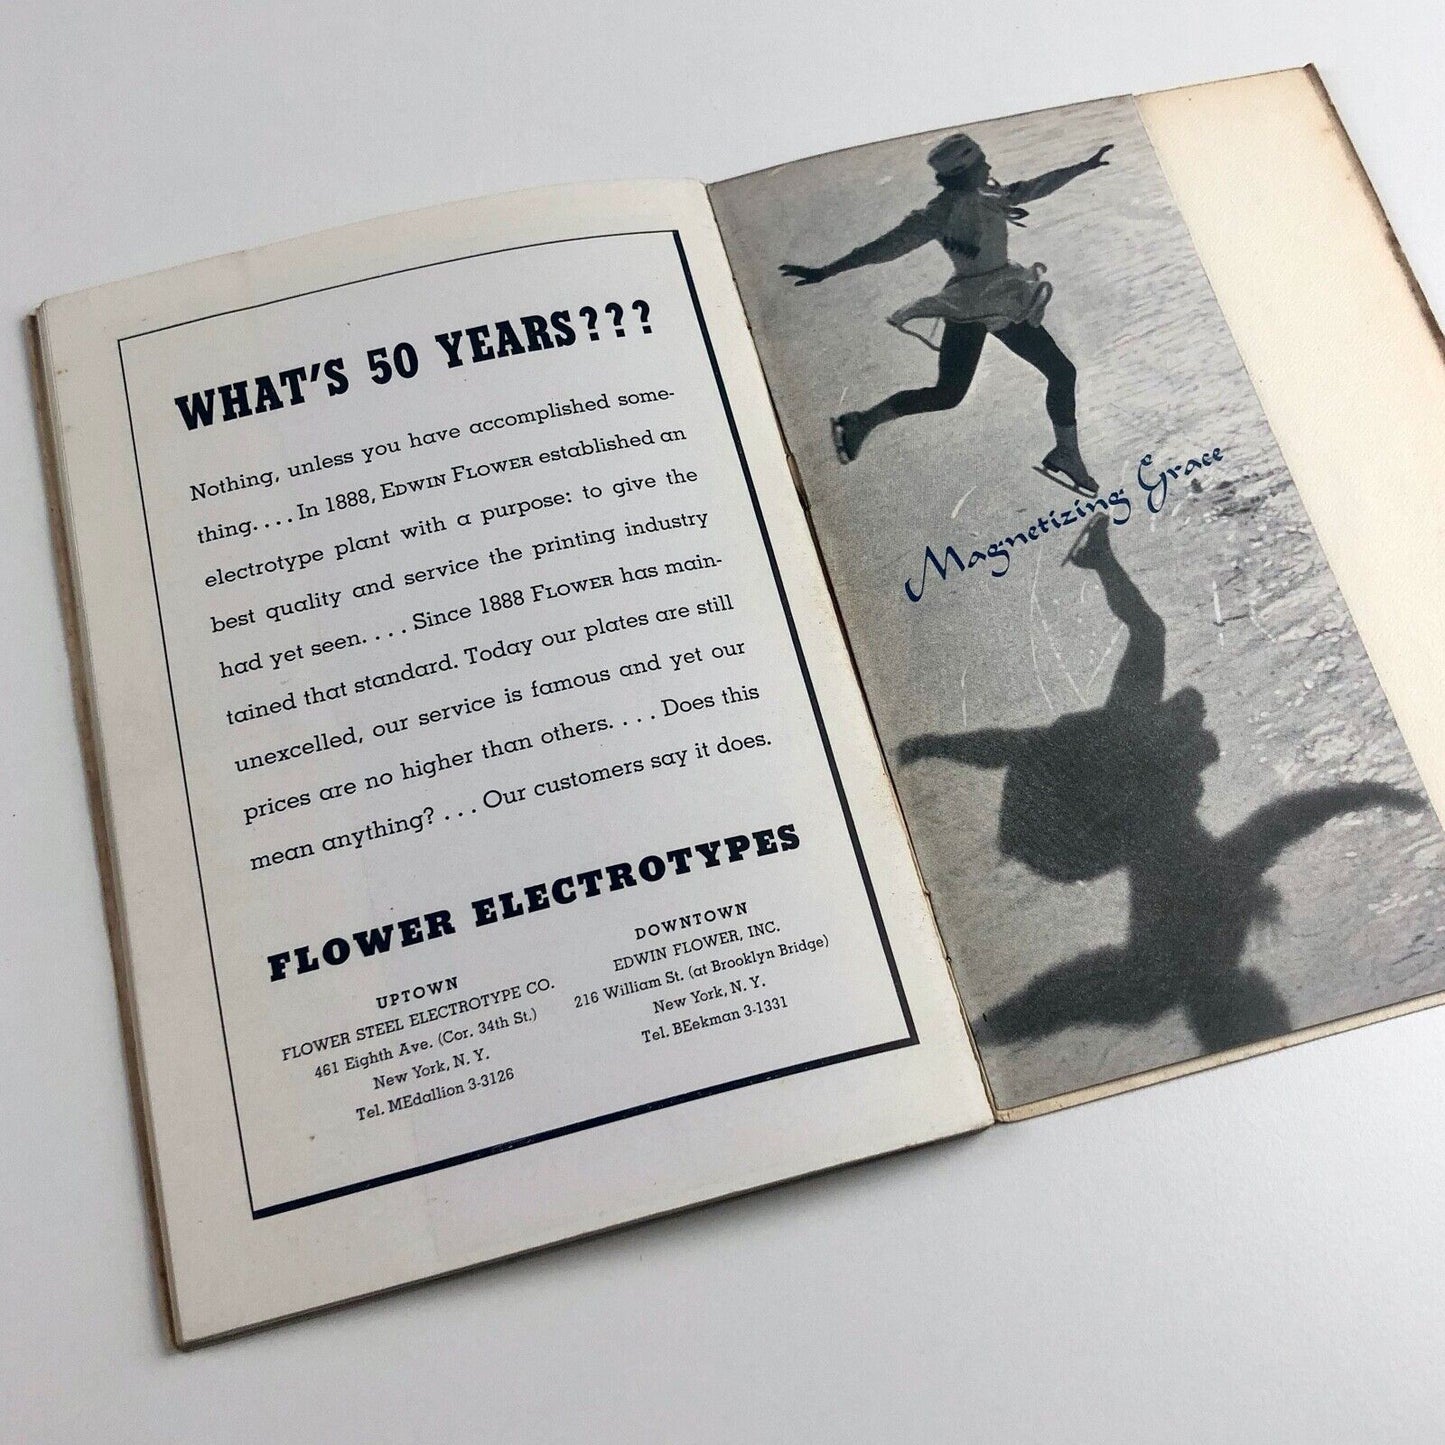 WHAT'S 50 YEARS???
Nothing, unless you have accomplished some-
thing. . . . In 1888, EDWIN FLOWER established an
electrotype plant with a purpose: to give the
best quality and service the printing industry
had yet seen. . . . Since 1888 FLOWER has main-
tained that standard. Today our plates are still
unexcelled, our service is famous and yet our
prices are no higher than others. . . . Does this
mean anything? . . . Our customers say it does.
FLOWER ELECTROTYPES
UPTOWN
FLOWER STEEL ELECTROTYPE CO.
461 Eighth Ave. (Cor. 34th St.)
New York, N. Y.
Tel. MEdallion 3-3126
DOWNTOWN
EDWIN FLOWER, INC.
216 William St. (at Brooklyn Bridge)
New York, N. Y.
Tel. BEekman 3-1331
Magnetizing Grace